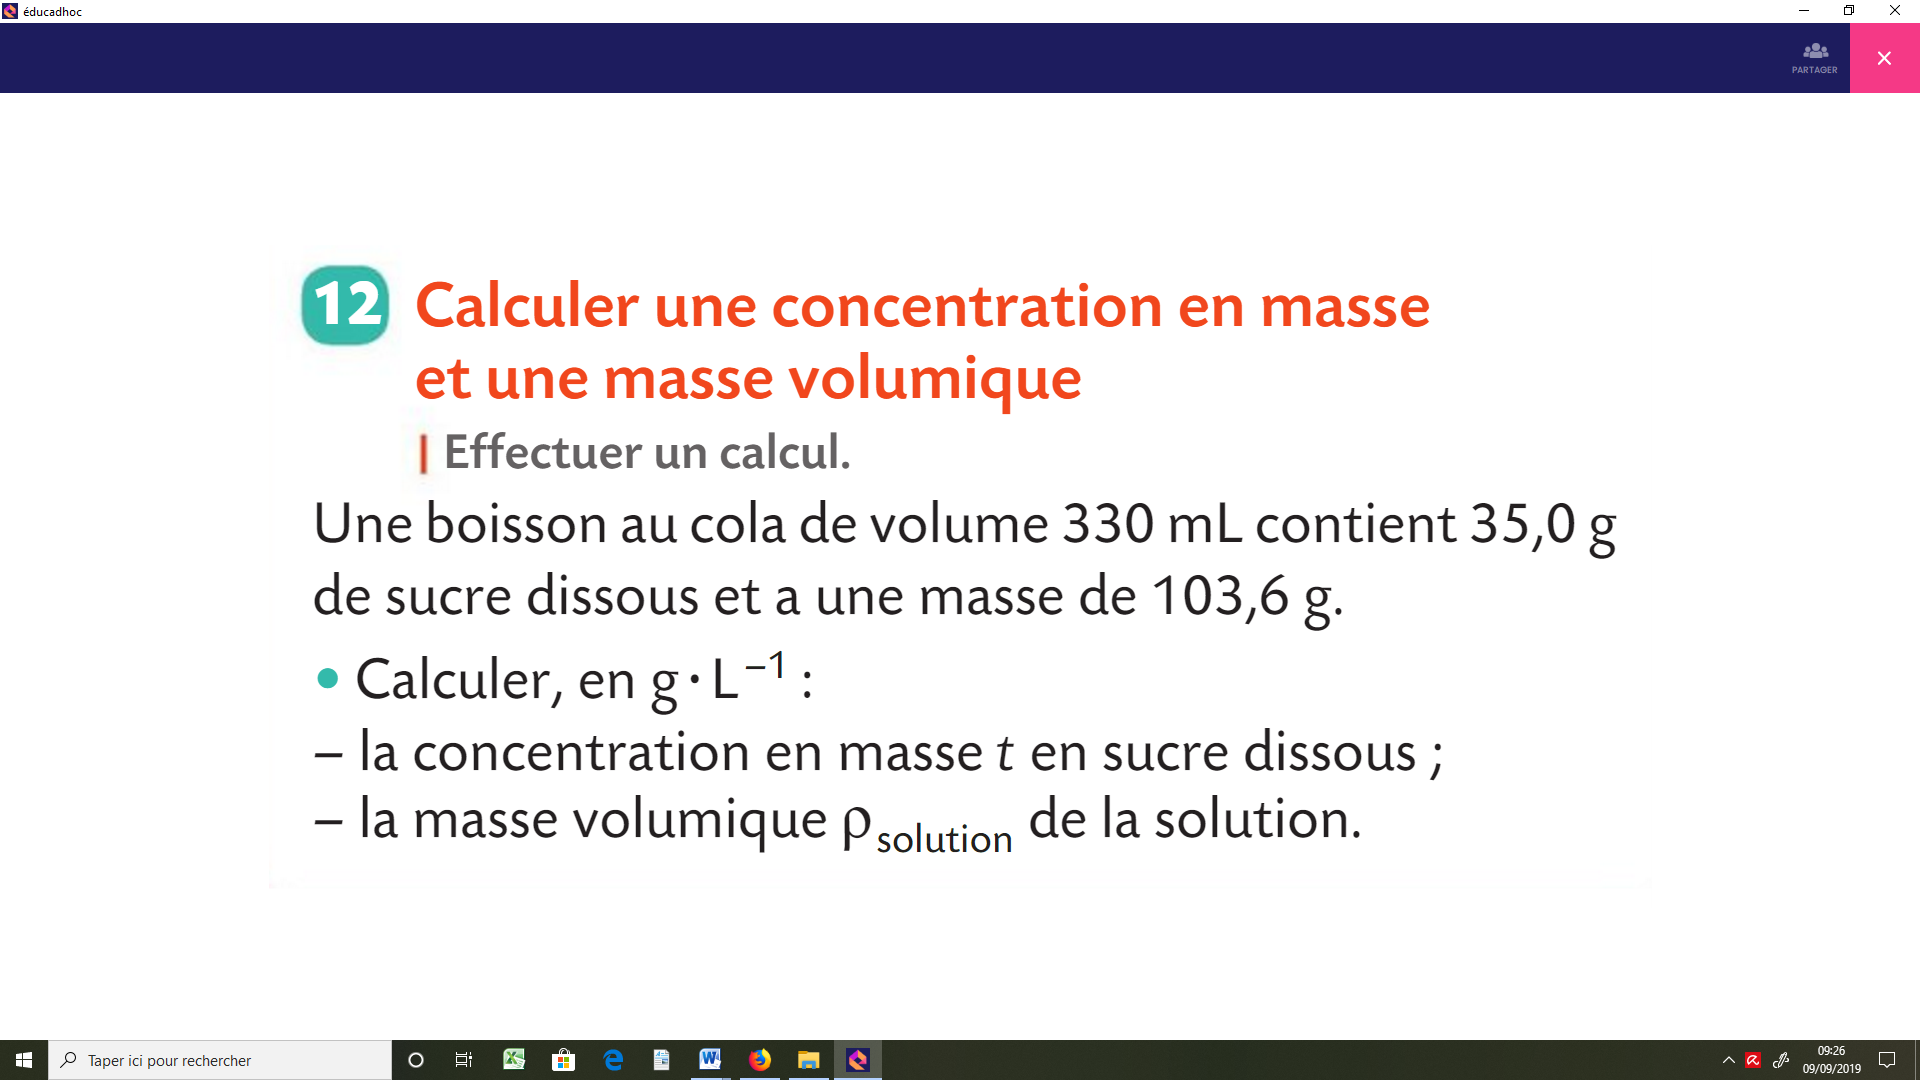 éducadhoc
PARTAGER
12 Calculer une concentration en masse
et une masse volumique
Effectuer un calcul.
Une boisson au cola de volume 330 mL contient 35,0 g
de sucre dissous et a une masse de 103,6 g.
• Calculer, en g·L⁻¹ :
– la concentration en masse t en sucre dissous ;
– la masse volumique ρsolution de la solution.
Taper ici pour rechercher
09:26
09/09/2019